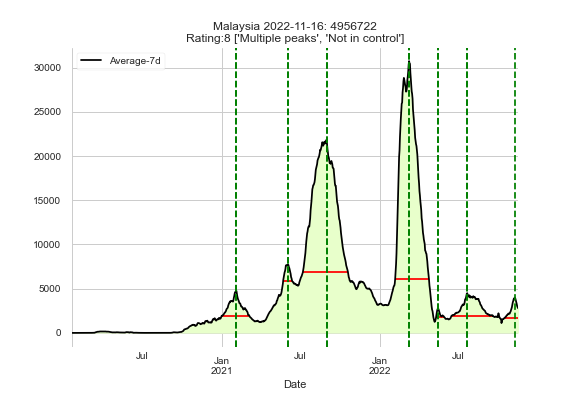 Malaysia 2022-11-16: 4956722
Rating:8 ['Multiple peaks', 'Not in control']
Average-7d
30000
25000
20000
15000
10000
5000
0
Jul
Jan
2021
Jul
Jan
2022
Jul
Date